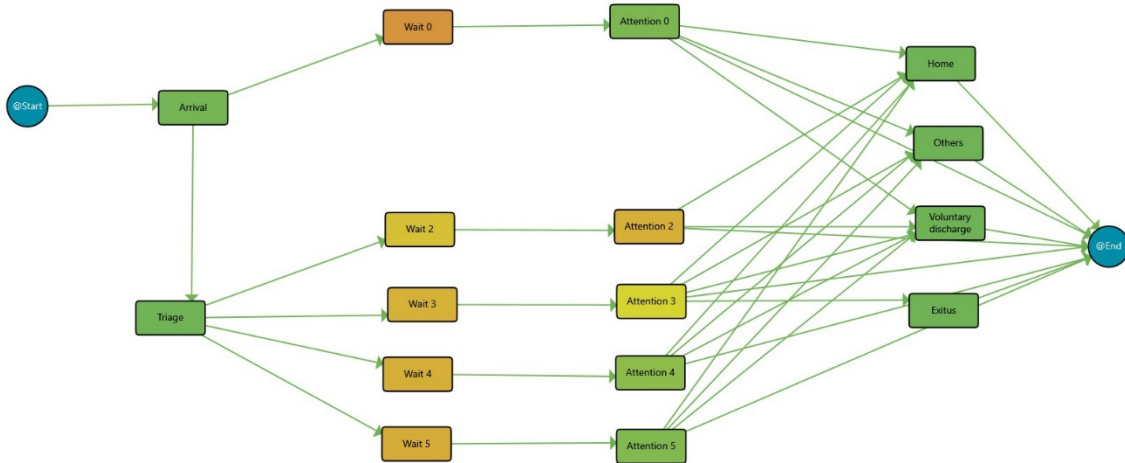 @Start
Arrival
Triage
Wait 0
Wait 2
Wait 3
Wait 4
Wait 5
Attention 0
Attention 2
Attention 3
Attention 4
Attention 5
Home
Others
Voluntary
discharge
Exitus
@End